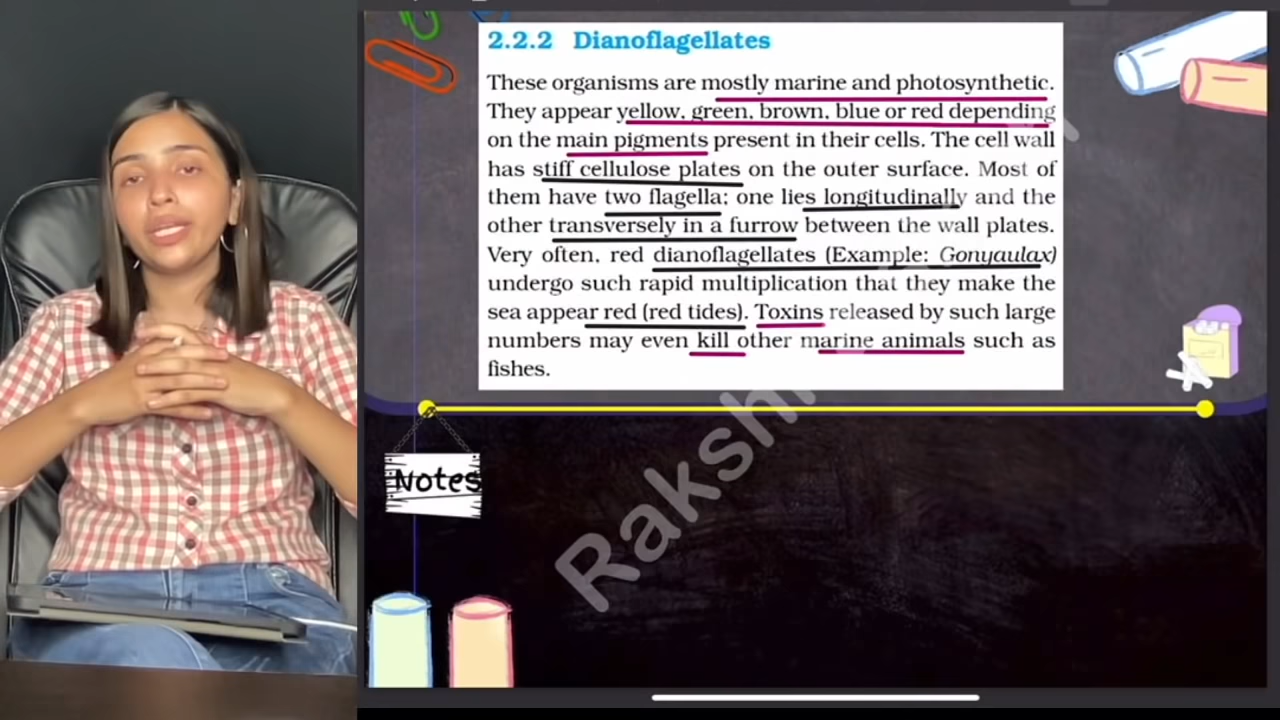 2.2.2 Dianoflagellates
These organisms are mostly marine and photosynthetic.
They appear yellow, green, brown, blue or red depending
on the main pigments present in their cells. The cell wall
has stiff cellulose plates on the outer surface. Most of
them have two flagella; one lies longitudinally and the
other transversely in a furrow between the wall plates.
Very often, red dianoflagellates (Example: Gonyaulax)
undergo such rapid multiplication that they make the
sea appear red (red tides). Toxins released by such large
numbers may even kill other marine animals such as
fishes.
Notes